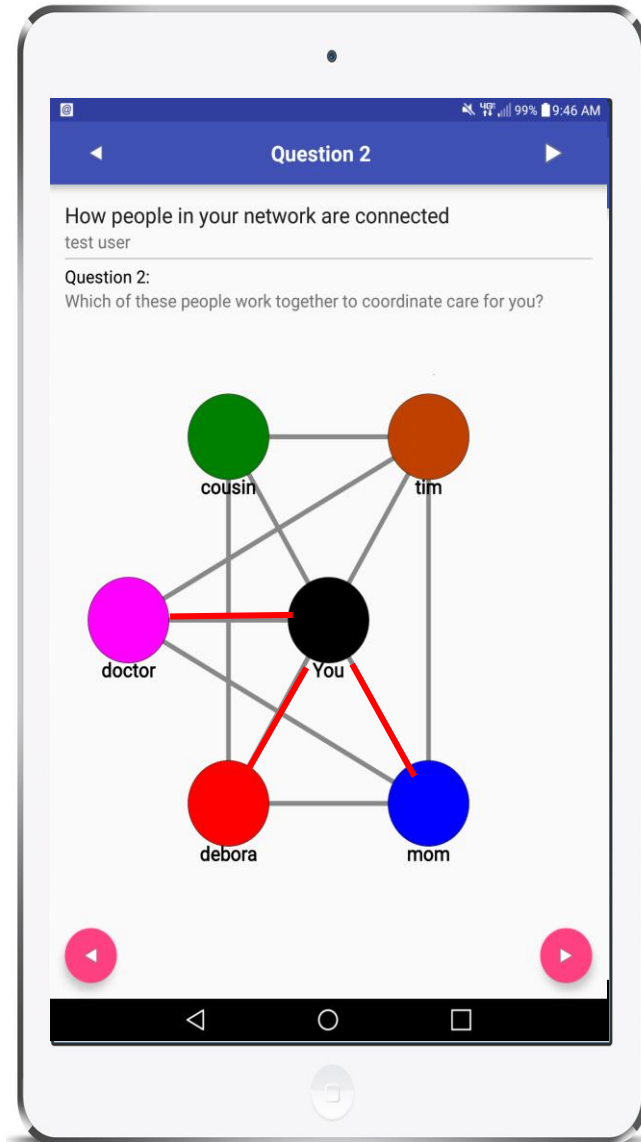 @ 4G 99% 9:46 AM
Question 2
How people in your network are connected
test user
Question 2:
Which of these people work together to coordinate care for you?
cousin tim
doctor You
debora mom